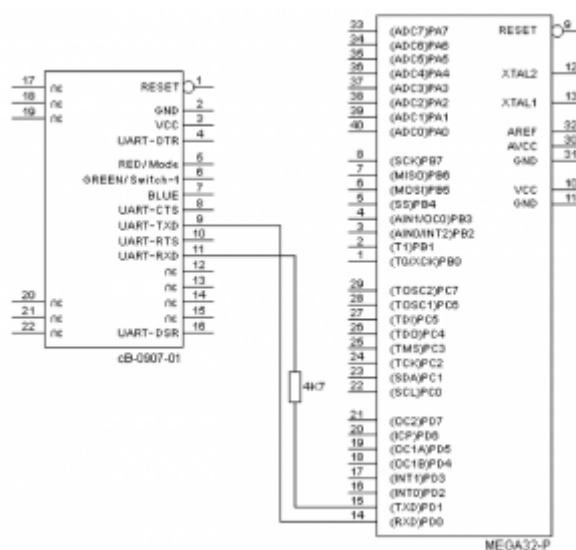 17 nc RESET 1
18 nc
19 nc GND 2
VCC 3
UART-DTR 4
RED/Mode 5
GREEN/Switch-1 6
BLUE 7
UART-CTS 8
UART-TXD 9
UART-RTS 10
UART-RXD 11
nc 12
nc 13
20 nc nc 14
21 nc nc 15
22 nc UART-DSR 16
cB-0907-01
4K7
33 (ADC7)PA7 RESET 9
34 (ADC6)PA6
35 (ADC5)PA5
36 (ADC4)PA4 XTAL2 12
37 (ADC3)PA3
38 (ADC2)PA2 XTAL1 13
39 (ADC1)PA1
40 (ADC0)PA0 AREF 32
AVCC 30
8 (SCK)PB7 GND 31
7 (MISO)PB6
6 (MOSI)PB5 VCC 10
5 (SS)PB4 GND 11
4 (AIN1/OC0)PB3
3 (AIN0/INT2)PB2
2 (T1)PB1
1 (T0/XCK)PB0
29 (TOSC2)PC7
28 (TOSC1)PC6
27 (TDI)PC5
26 (TDO)PC4
25 (TMS)PC3
24 (TCK)PC2
23 (SDA)PC1
22 (SCL)PC0
21 (OC2)PD7
20 (ICP)PD6
19 (OC1A)PD5
18 (OC1B)PD4
17 (INT1)PD3
16 (INT0)PD2
15 (TXD)PD1
14 (RXD)PD0
MEGA32-P